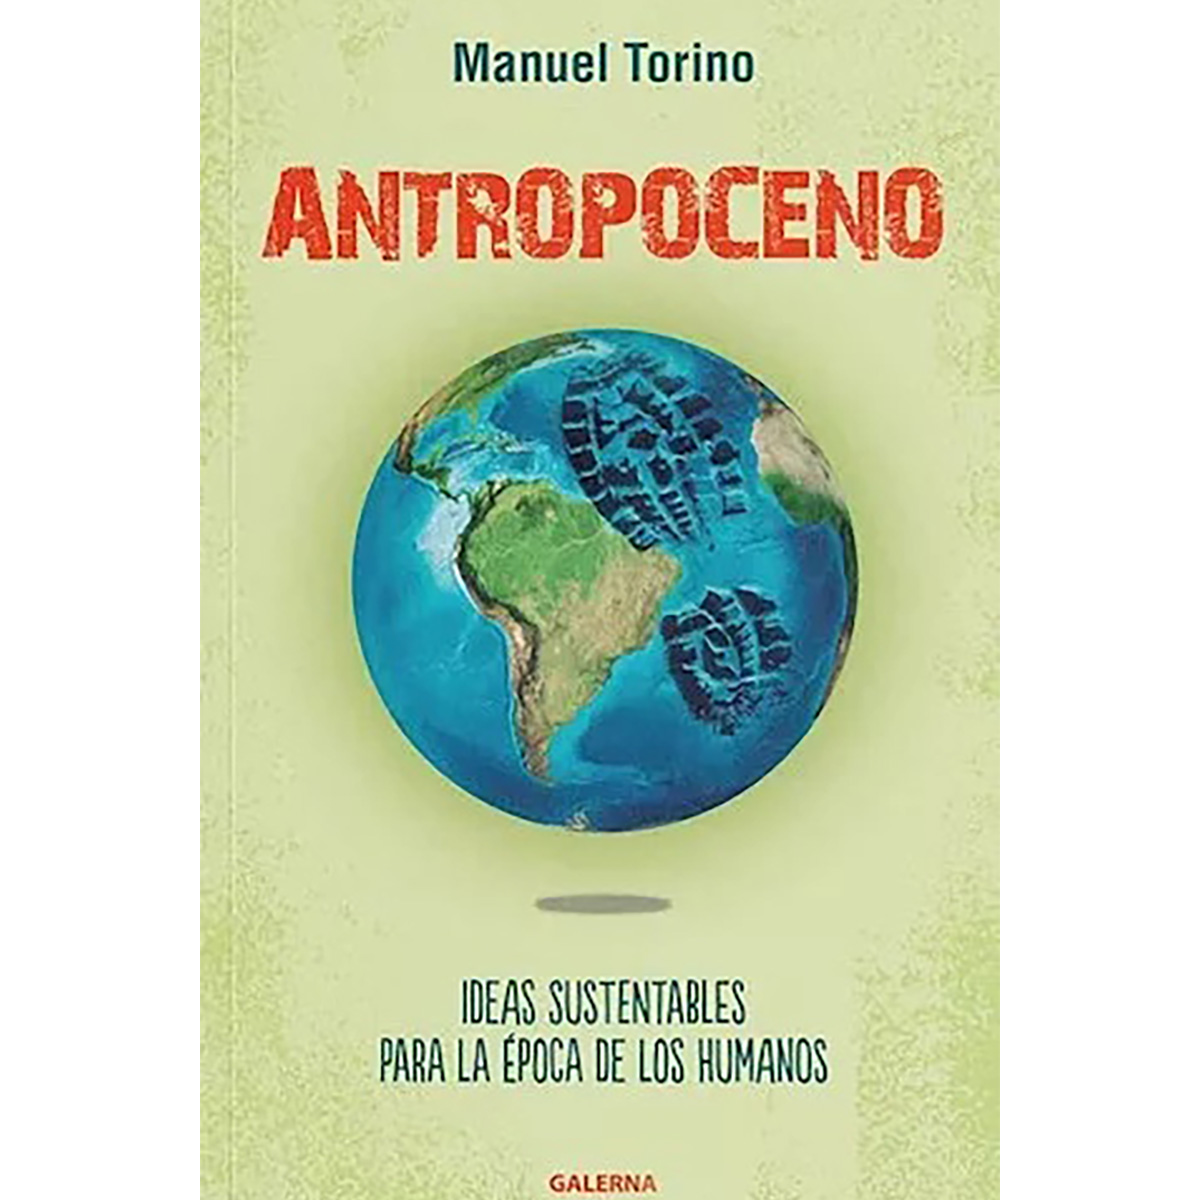 Manuel Torino
ANTROPOCENO
IDEAS SUSTENTABLES
PARA LA ÉPOCA DE LOS HUMANOS
GALERNA